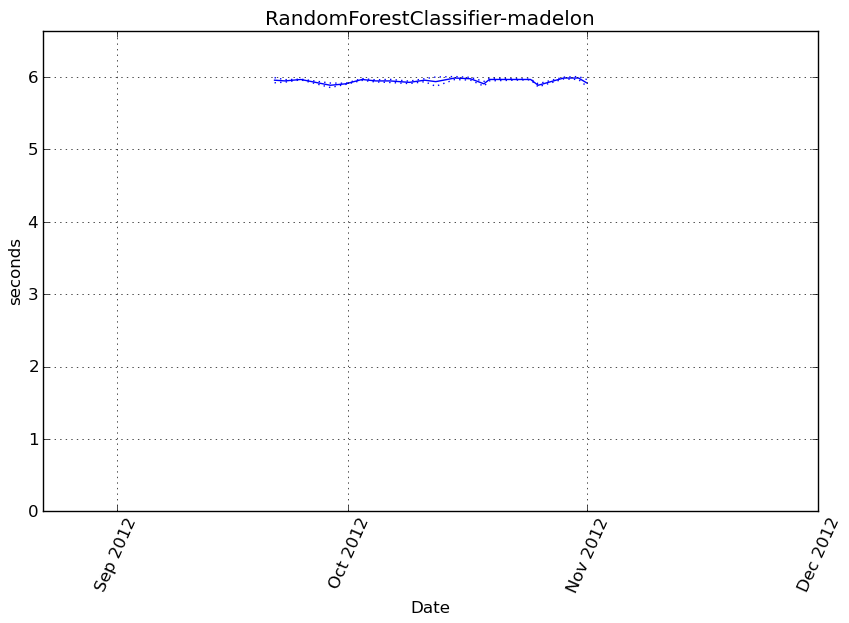 RandomForestClassifier-madelon
6
5
4
3
2
1
0
seconds
Sep 2012
Oct 2012
Nov 2012
Dec 2012
Date